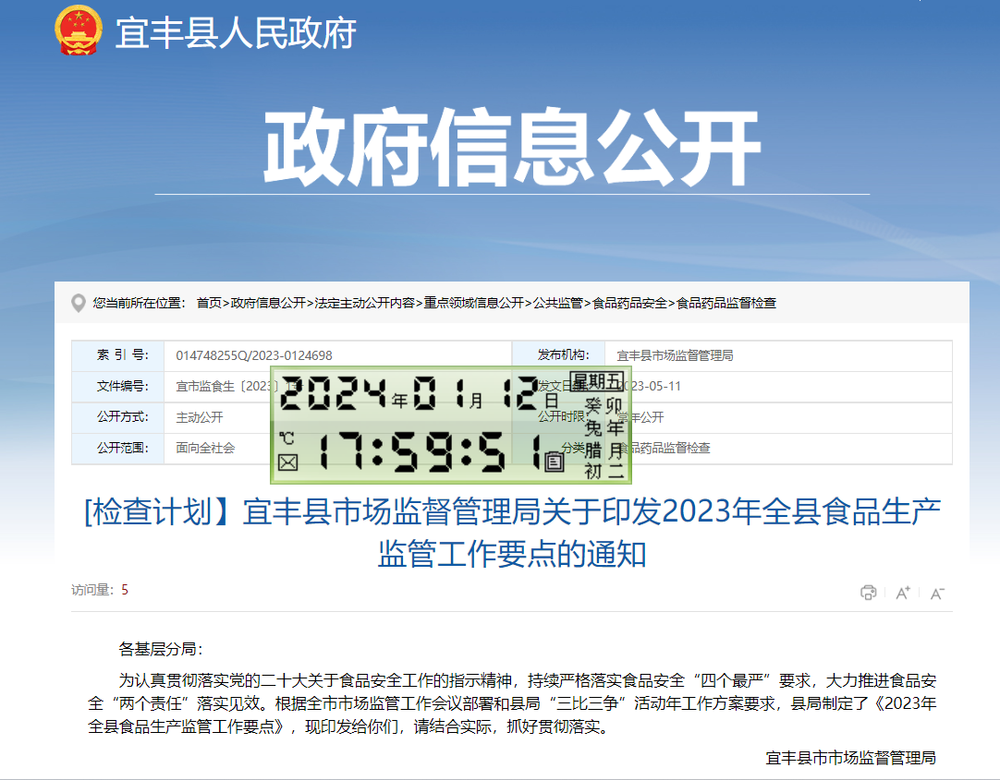 宜丰县人民政府
政府信息公开
您当前所在位置： 首页>政府信息公开>法定主动公开内容>重点领域信息公开>公共监管>食品药品安全>食品药品监督检查
索 引 号： 014748255Q/2023-0124698 发布机构： 宜丰县市场监督管理局
文件编号： 宜市监食生〔2023〕 发文日期 2023-05-11
公开方式： 主动公开 公开时限： 常年公开
公开范围： 面向全社会 分类 食品药品监督检查
2024年01月12日 星期五
℃ 17:59:51
癸卯
兔年
腊月
初二
[检查计划】宜丰县市场监督管理局关于印发2023年全县食品生产
监管工作要点的通知
访问量： 5
A+ A-
各基层分局：
为认真贯彻落实党的二十大关于食品安全工作的指示精神，持续严格落实食品安全“四个最严”要求，大力推进食品安
全“两个责任”落实见效。根据全市市场监管工作会议部署和县局“三比三争”活动年工作方案要求，县局制定了《2023年
全县食品生产监管工作要点》，现印发给你们，请结合实际，抓好贯彻落实。
宜丰县市市场监督管理局